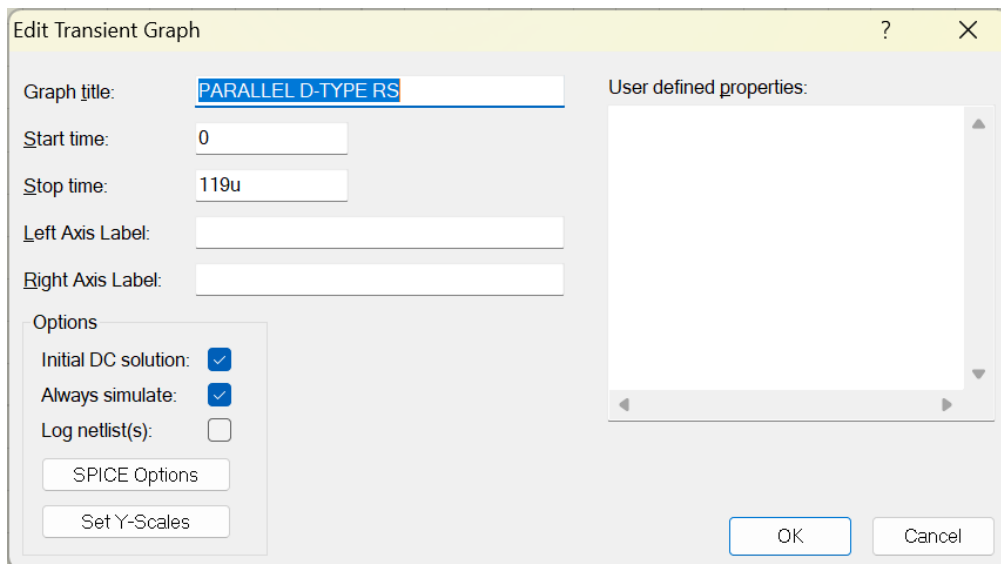 Edit Transient Graph
?
Graph title:
PARALLEL D-TYPE RS
Start time:
0
Stop time:
119u
Left Axis Label:
Right Axis Label:
Options
Initial DC solution:
Always simulate:
Log netlist(s):
SPICE Options
Set Y-Scales
User defined properties:
OK
Cancel